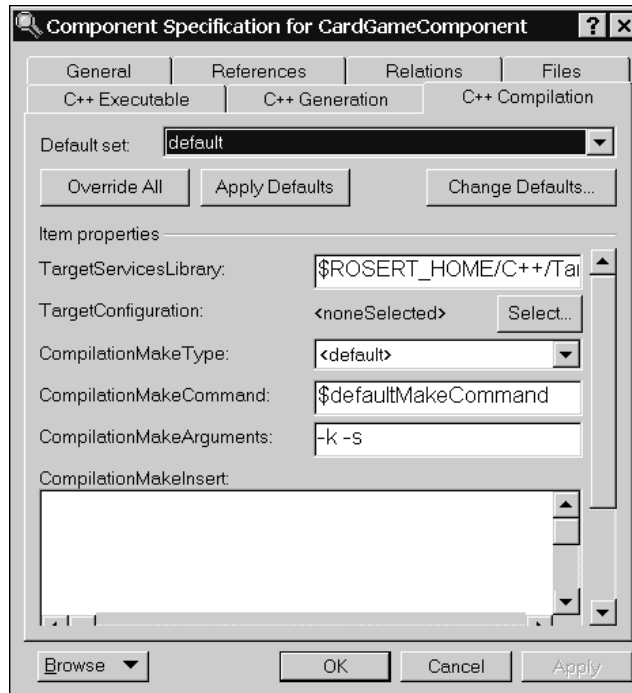 Component Specification for CardGameComponent
General References Relations Files
C++ Executable C++ Generation C++ Compilation
Default set: default
Override All Apply Defaults Change Defaults...
Item properties
TargetServicesLibrary: $ROSERT_HOME/C++/Tar
TargetConfiguration: <noneSelected> Select...
CompilationMakeType: <default>
CompilationMakeCommand: $defaultMakeCommand
CompilationMakeArguments: -k -s
CompilationMakeInsert:
Browse OK Cancel Apply